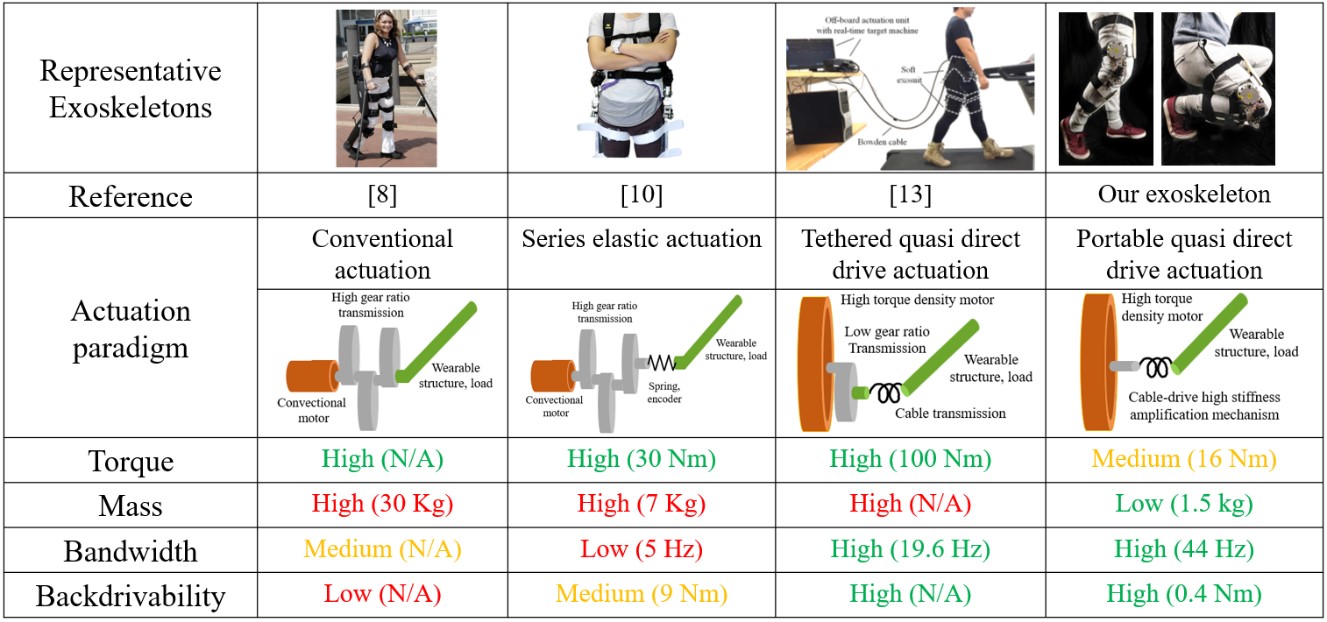 Representative
Exoskeletons
Off-board actuation unit
with real-time target machine
Soft
exosuit
Bowden cable
Reference
[8]
[10]
[13]
Our exoskeleton
Actuation
paradigm
Conventional
actuation
Series elastic actuation
Tethered quasi direct
drive actuation
Portable quasi direct
drive actuation
High gear ratio
transmission
Wearable
structure, load
Convectional
motor
High gear ratio
transmission
Wearable
structure, load
Spring,
encoder
Convectional
motor
High torque density motor
Low gear ratio
Transmission
Wearable
structure, load
Cable transmission
High torque
density motor
Wearable
structure, load
Cable-drive high stiffness
amplification mechanism
Torque
High (N/A)
High (30 Nm)
High (100 Nm)
Medium (16 Nm)
Mass
High (30 Kg)
High (7 Kg)
High (N/A)
Low (1.5 kg)
Bandwidth
Medium (N/A)
Low (5 Hz)
High (19.6 Hz)
High (44 Hz)
Backdrivability
Low (N/A)
Medium (9 Nm)
High (N/A)
High (0.4 Nm)